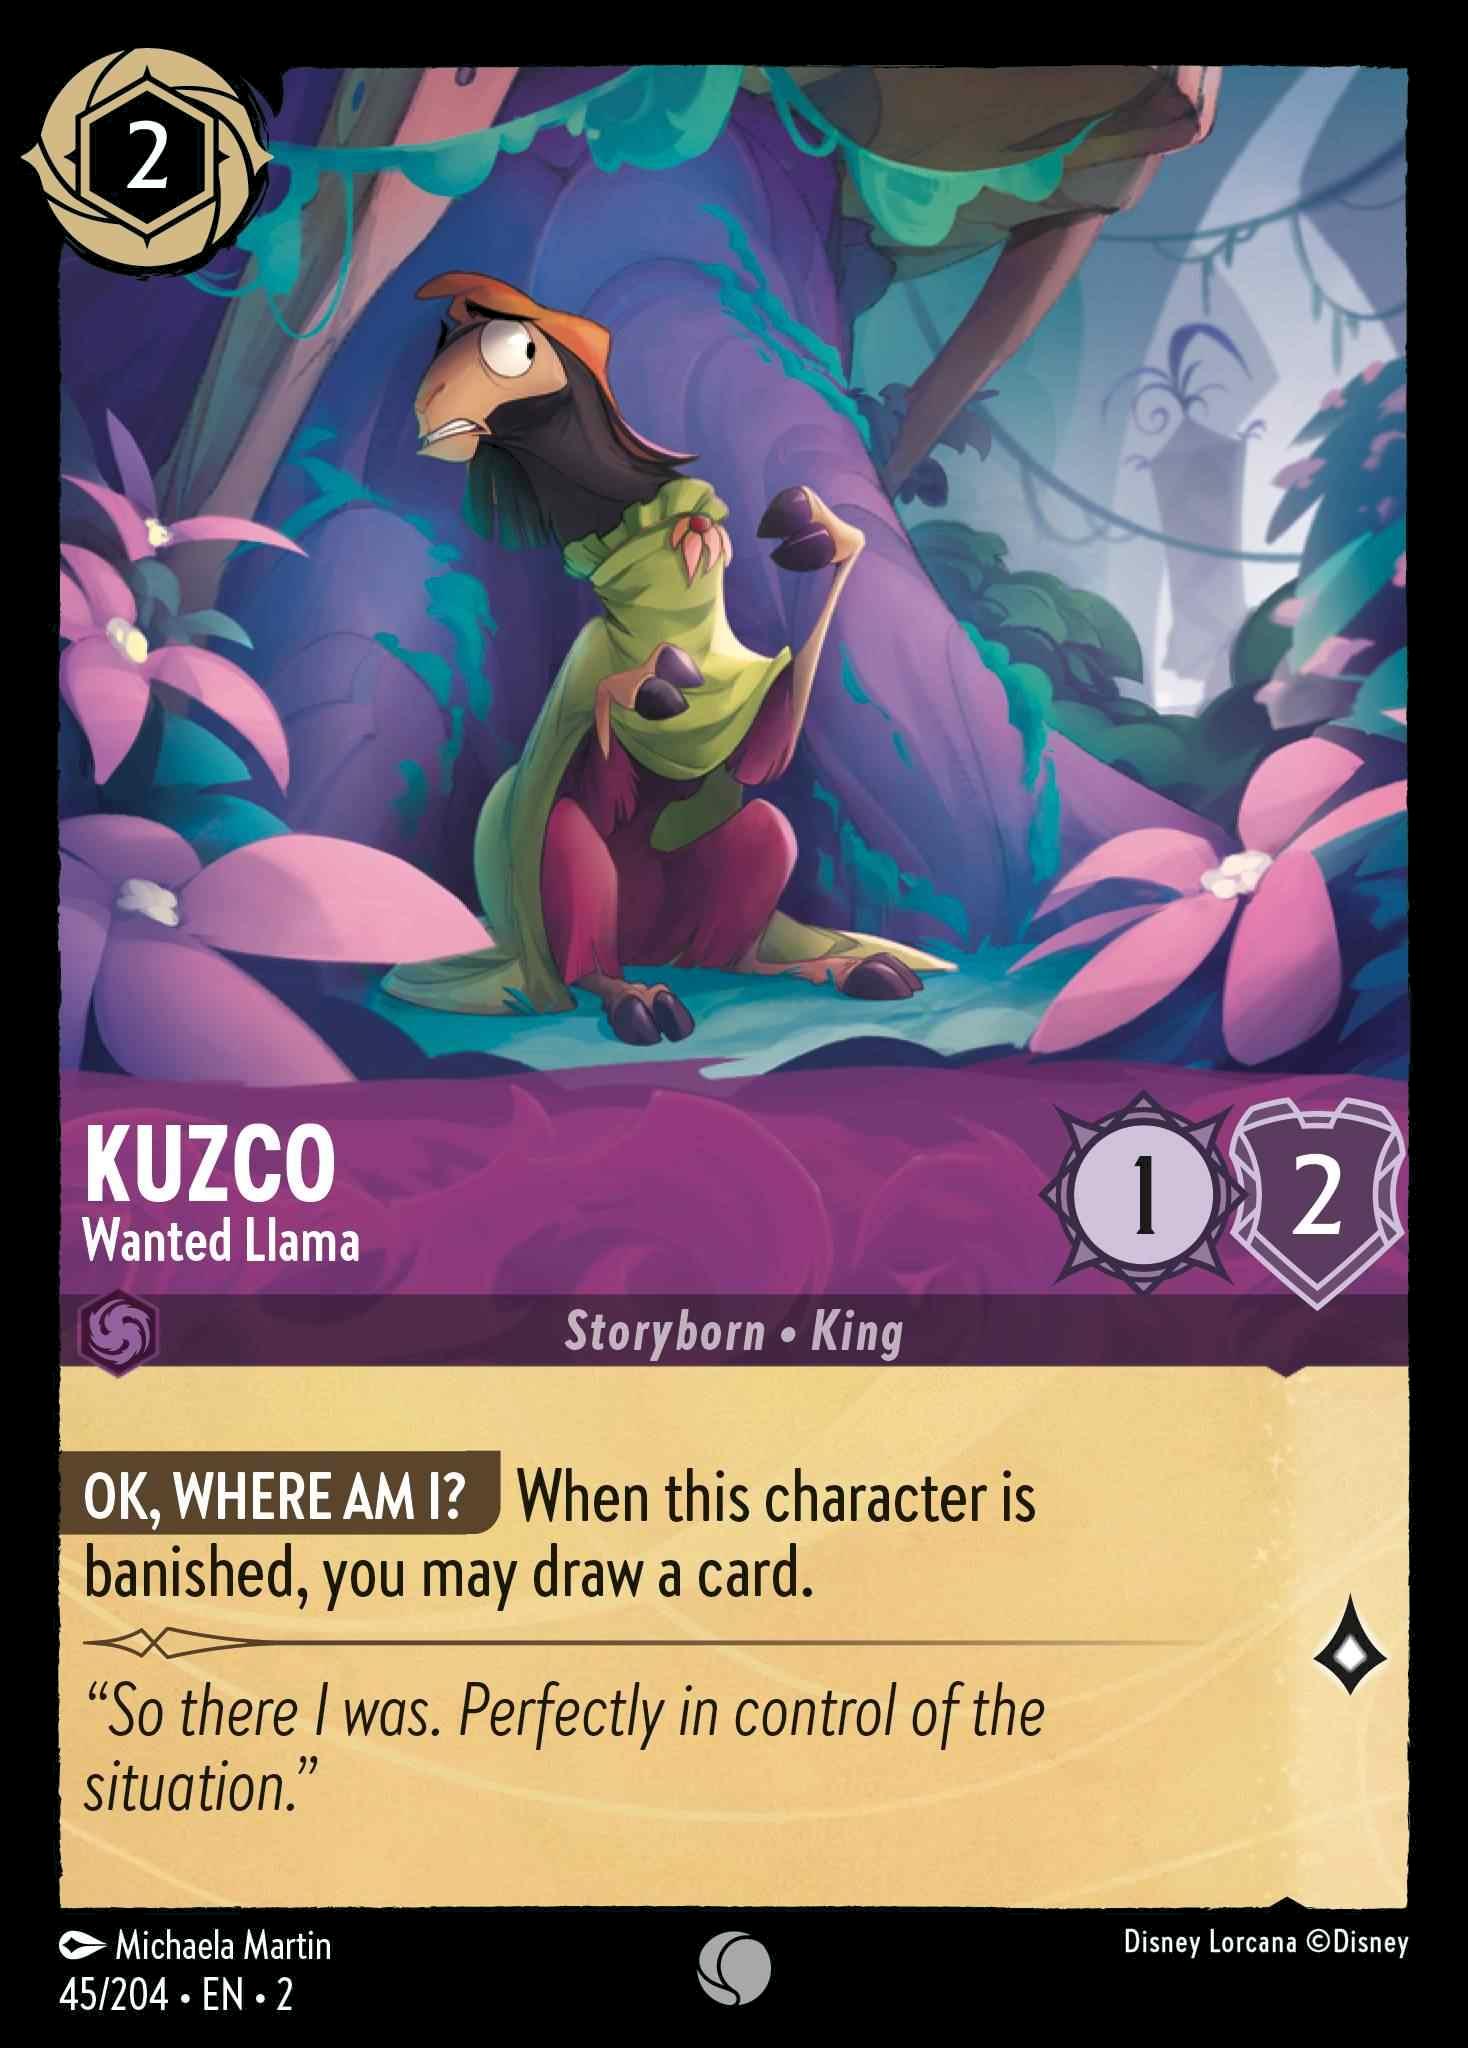 2
KUZCO
Wanted Llama
1
2
Storyborn • King
OK, WHERE AM I? When this character is
banished, you may draw a card.
“So there I was. Perfectly in control of the
situation.”
Michaela Martin
45/204 • EN • 2
Disney Lorcana ©Disney